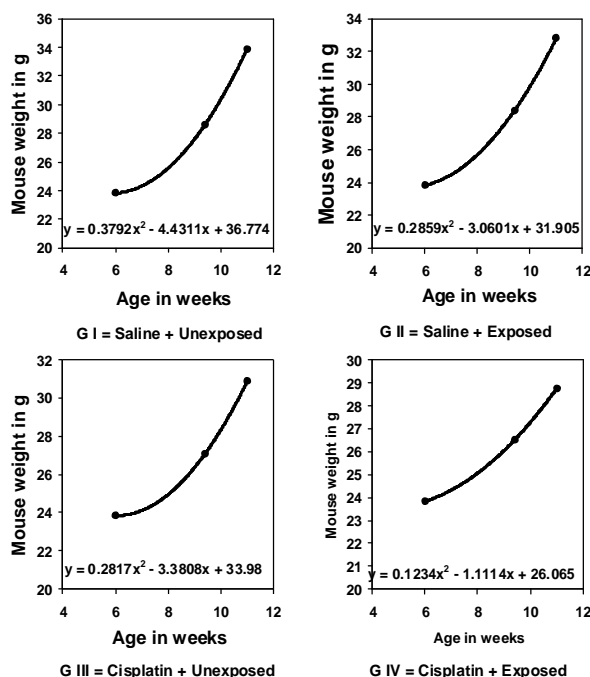 36
34
32
30
28
26
24
22
20
Mouse weight in g
y = 0.3792x² - 4.4311x + 36.774
4 6 8 10 12
Age in weeks
G I = Saline + Unexposed
34
32
30
28
26
24
22
20
Mouse weight in g
y = 0.2859x² - 3.0601x + 31.905
4 6 8 10 12
Age in weeks
G II = Saline + Exposed
32
30
28
26
24
22
20
Mouse weight in g
y = 0.2817x² - 3.3808x + 33.98
4 6 8 10 12
Age in weeks
G III = Cisplatin + Unexposed
30
29
28
27
26
25
24
23
22
21
20
Mouse weight in g
y = 0.1234x² - 1.1114x + 26.065
4 6 8 10 12
Age in weeks
G IV = Cisplatin + Exposed